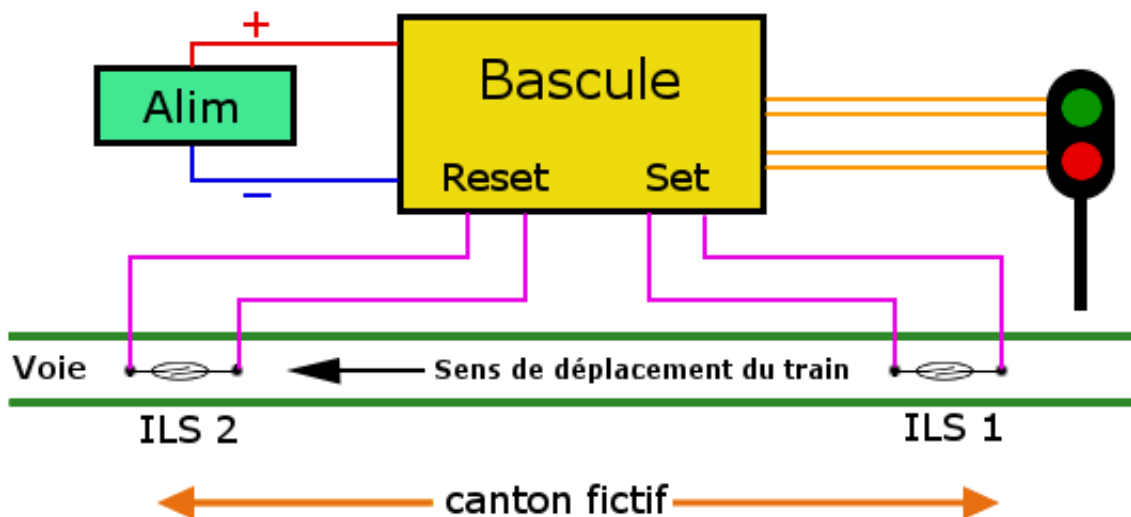 +
Alim
−
Bascule
Reset Set
Voie
Sens de déplacement du train
ILS 2
ILS 1
canton fictif